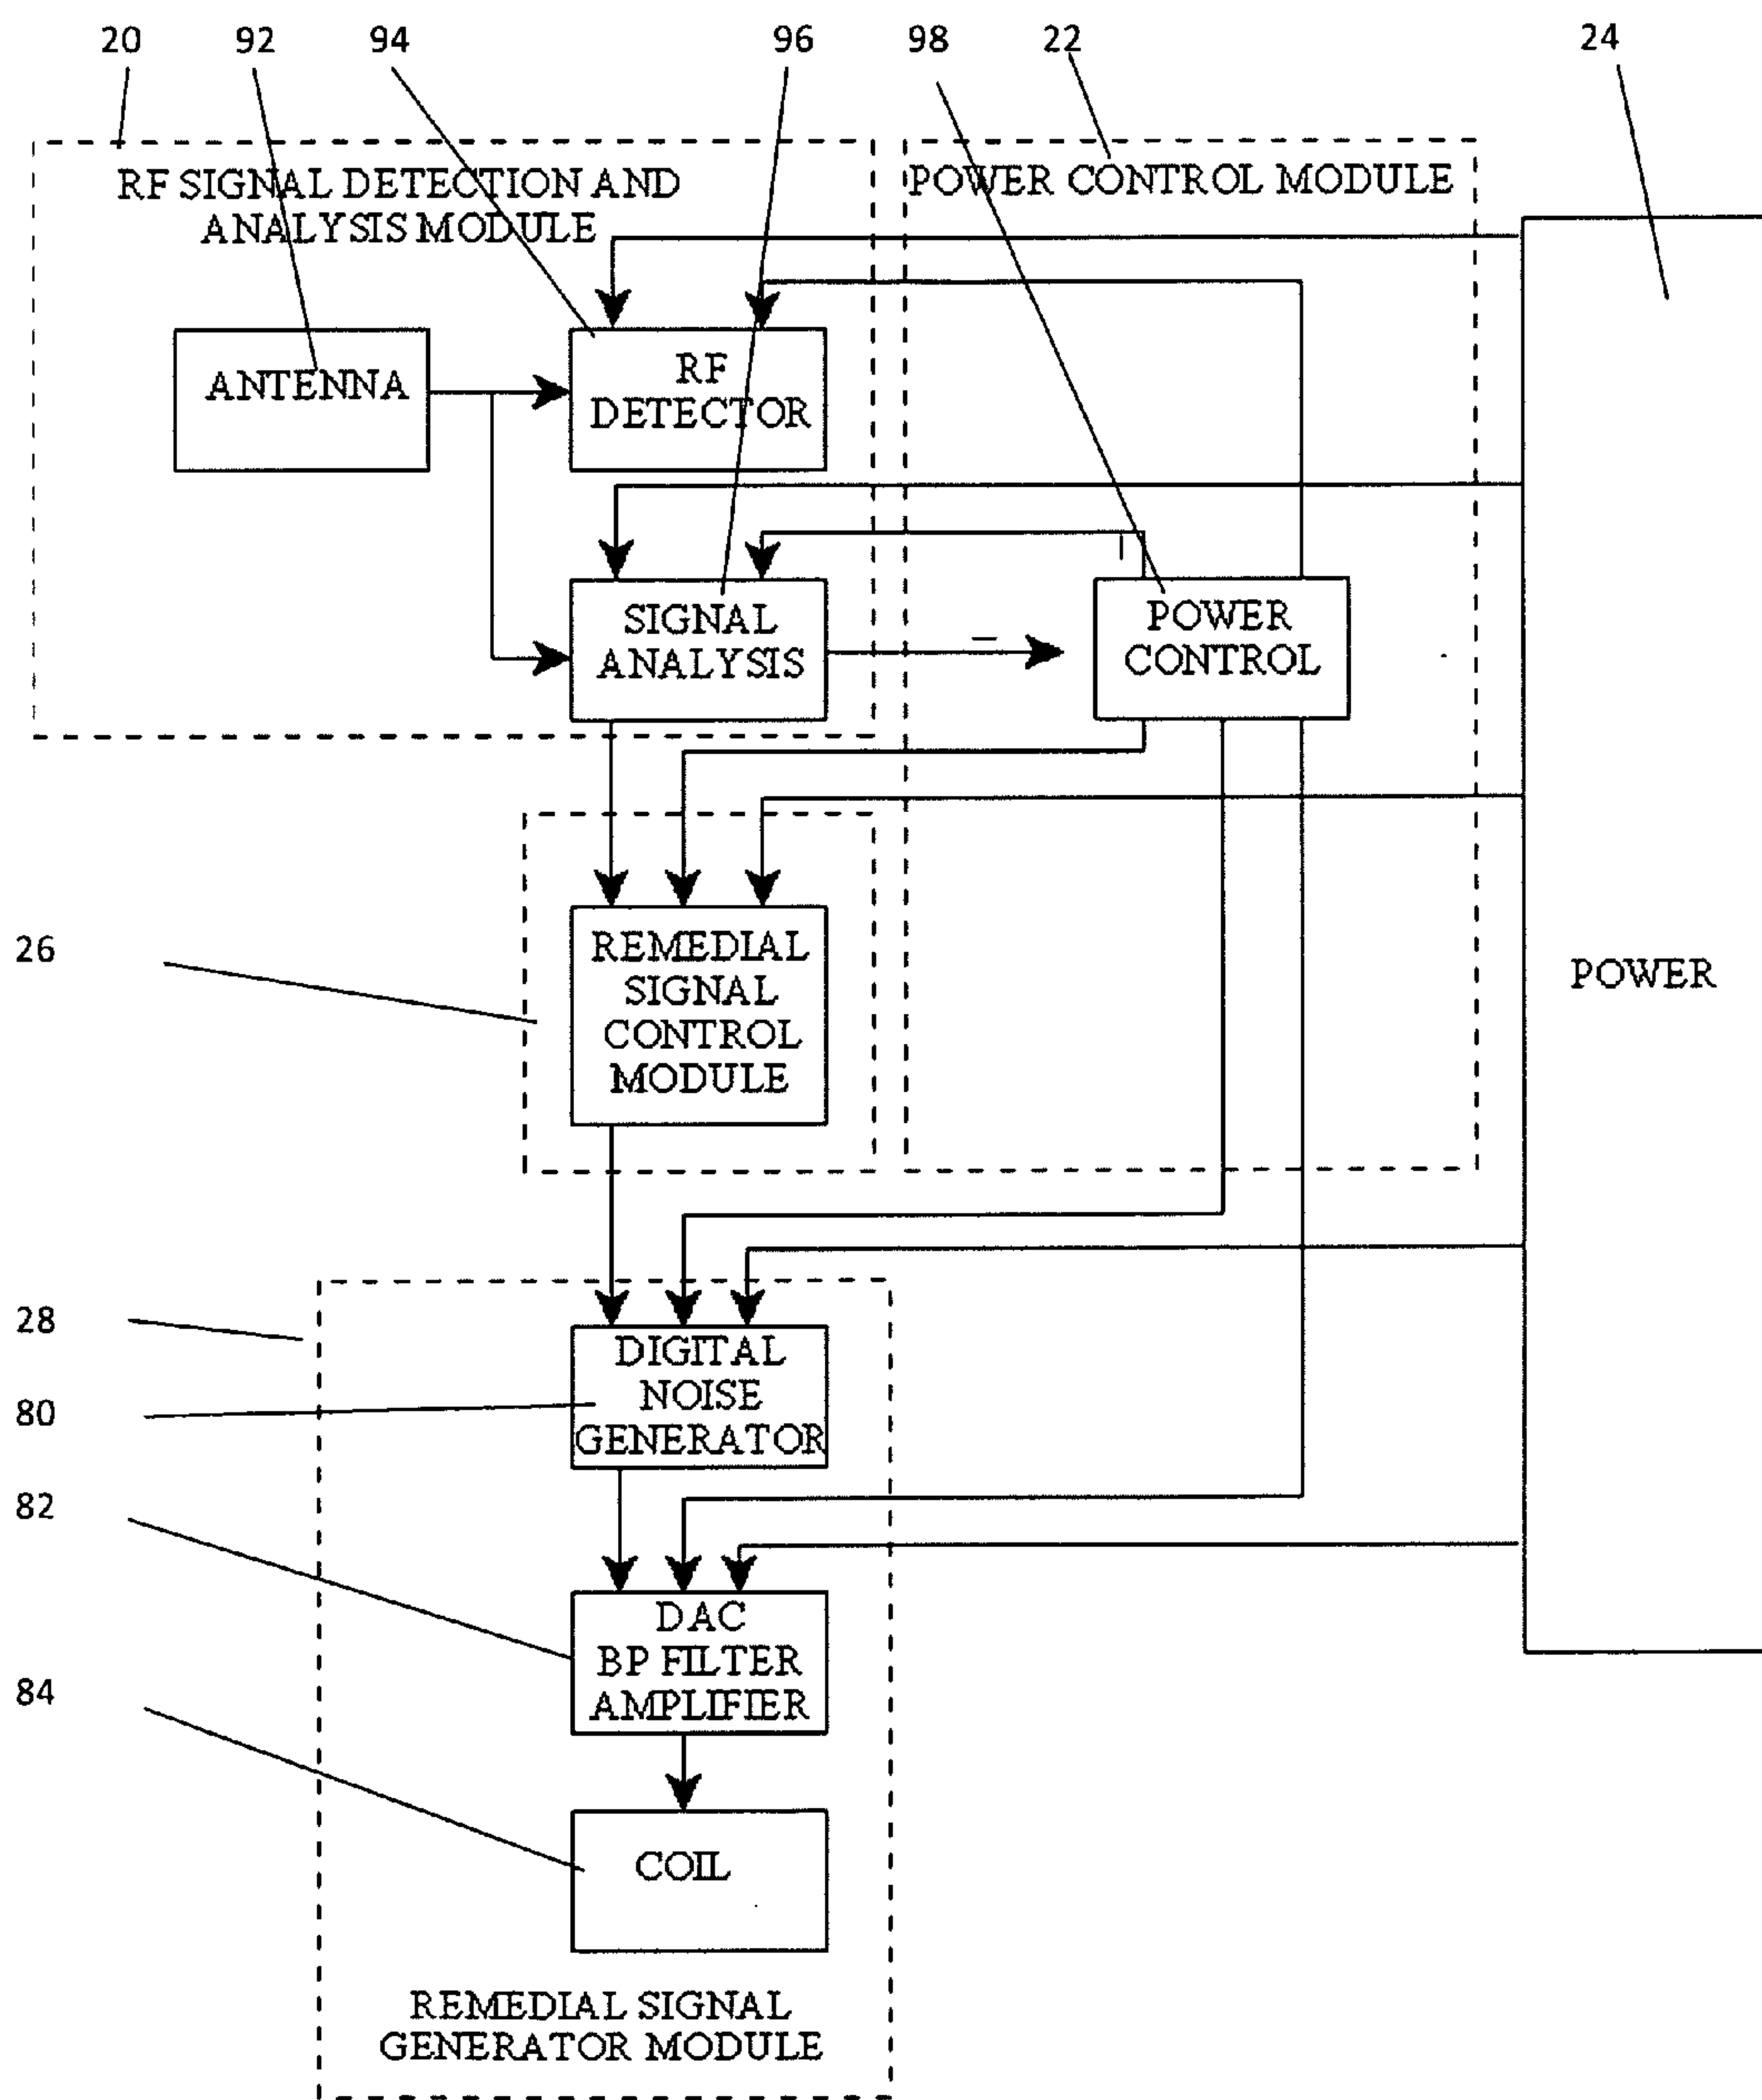 20
92
94
96
98
22
24
RF SIGNAL DETECTION AND
ANALYSIS MODULE
POWER CONTROL MODULE
ANTENNA
RF
DETECTOR
SIGNAL
ANALYSIS
POWER
CONTROL
26
REMEDIAL
SIGNAL
CONTROL
MODULE
POWER
28
80
DIGITAL
NOISE
GENERATOR
82
DAC
BP FILTER
AMPLIFIER
84
COIL
REMEDIAL SIGNAL
GENERATOR MODULE